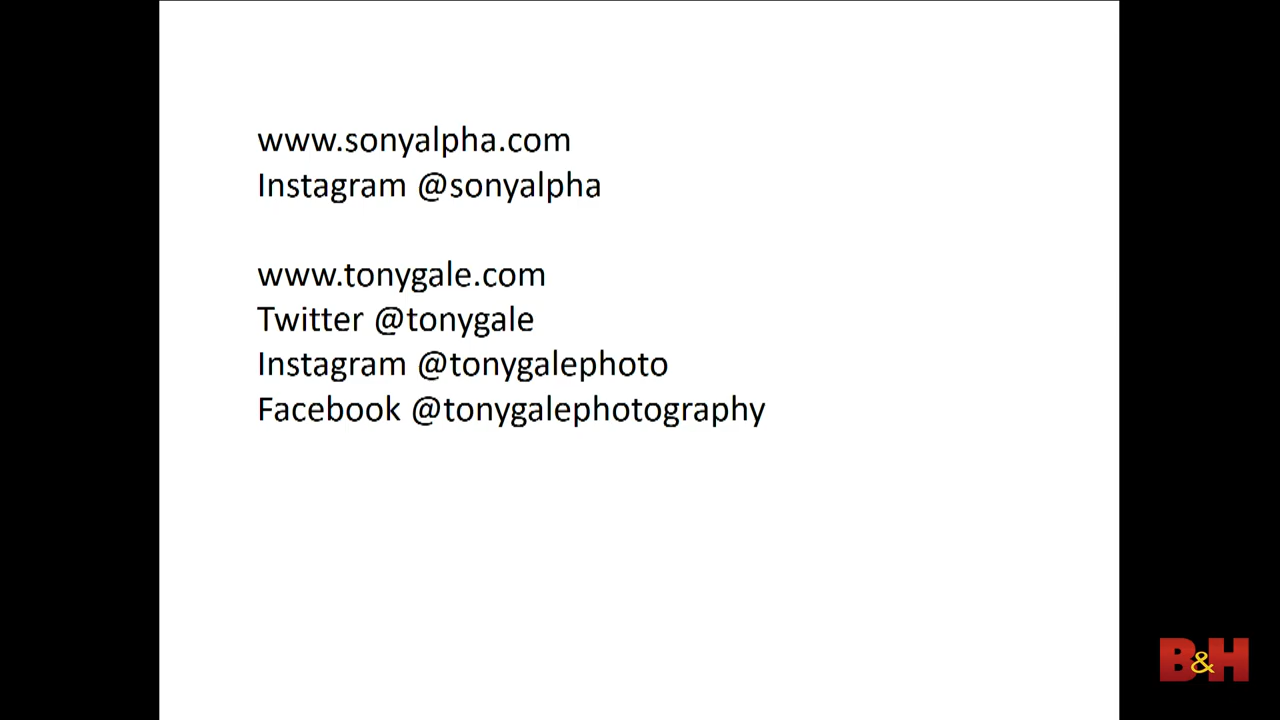 www.sonyalpha.com
Instagram @sonyalpha
www.tonygale.com
Twitter @tonygale
Instagram @tonygalephoto
Facebook @tonygalephotography
B&H